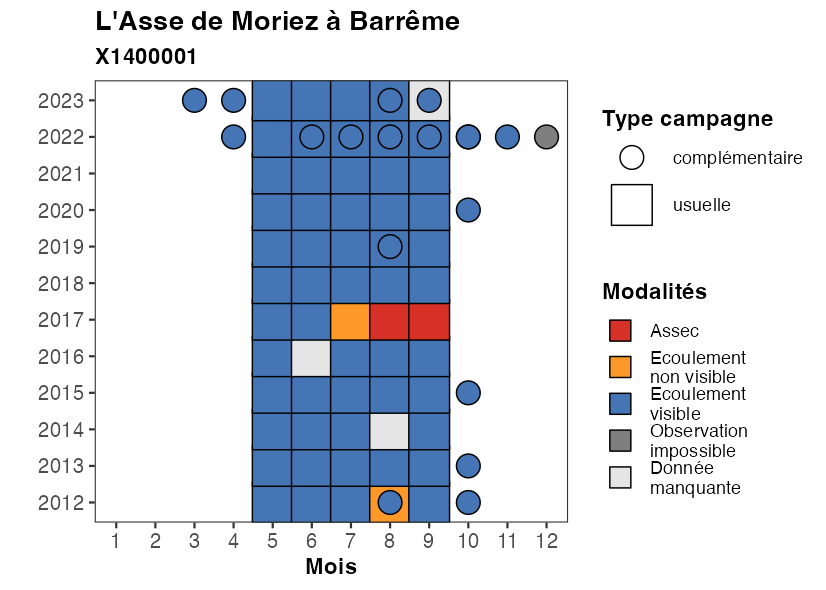 L'Asse de Moriez à Barrême
X1400001
2023
2022
2021
2020
2019
2018
2017
2016
2015
2014
2013
2012
1 2 3 4 5 6 7 8 9 10 11 12
Mois
Type campagne
complémentaire
usuelle
Modalités
Assec
Ecoulement
non visible
Ecoulement
visible
Observation
impossible
Donnée
manquante